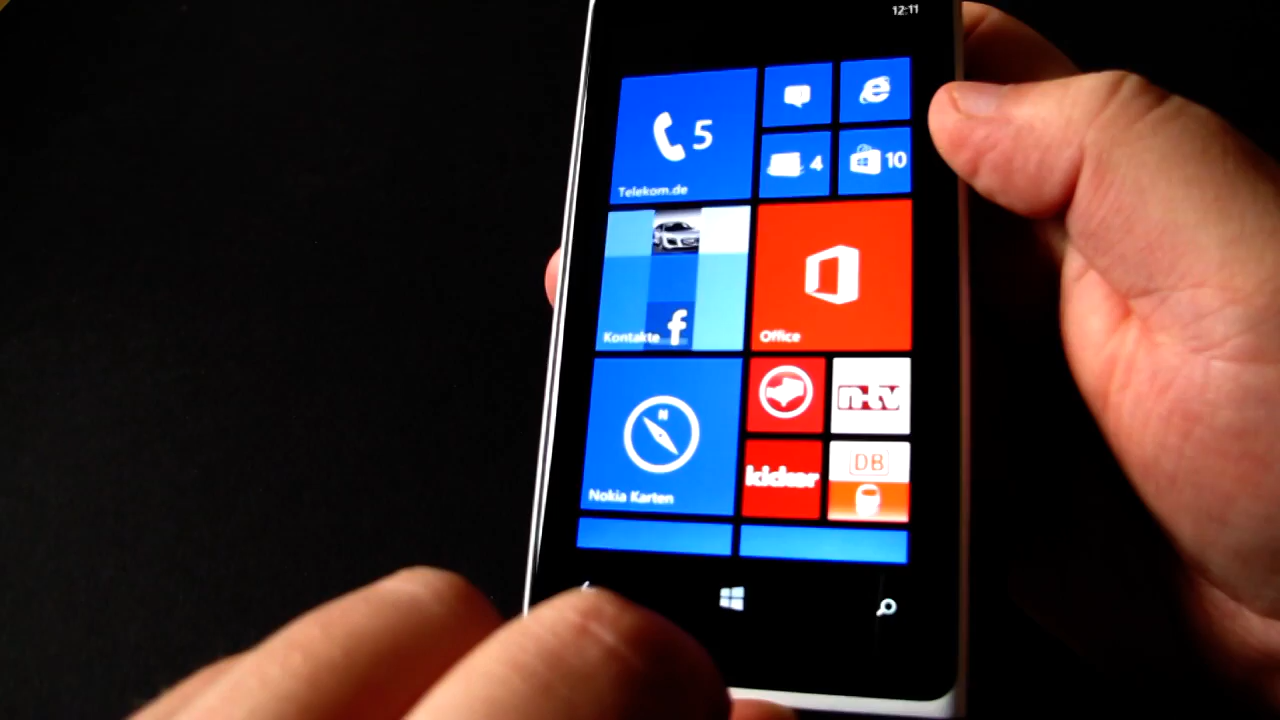 12:11
5
4
10
Telekom.de
Kontakte
f
Office
N
Nokia Karten
n-tv
kicker
DB